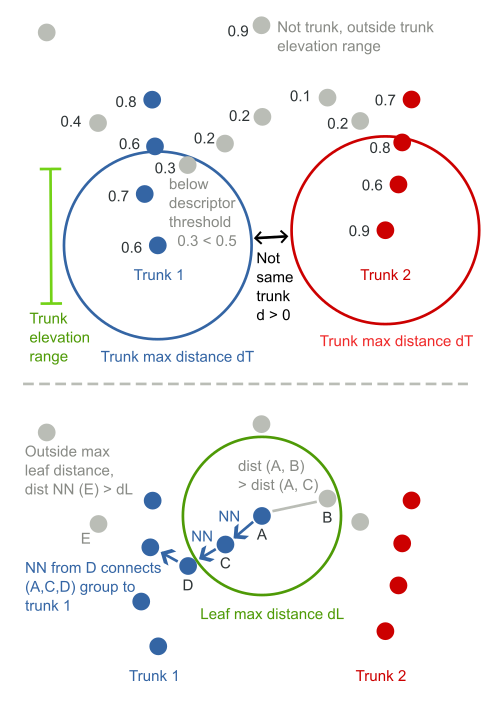 0.9
Not trunk, outside trunk
elevation range
0.8
0.1
0.7
0.4
0.2
0.2
0.2
0.6
0.8
0.3
below
descriptor
threshold
0.3 < 0.5
0.7
0.6
0.9
0.6
Not
same
trunk
d > 0
Trunk 1
Trunk 2
Trunk
elevation
range
Trunk max distance dT
Trunk max distance dT
Outside max
leaf distance,
dist NN (E) > dL
dist (A, B)
> dist (A, C)
NN
A
B
NN
C
E
D
NN from D connects
(A,C,D) group to
trunk 1
Leaf max distance dL
Trunk 1
Trunk 2